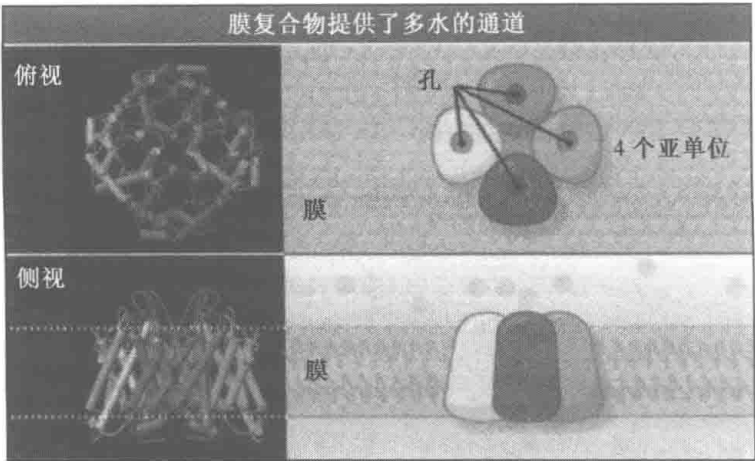 膜复合物提供了多水的通道
俯视
孔
4个亚单位
膜
侧视
膜